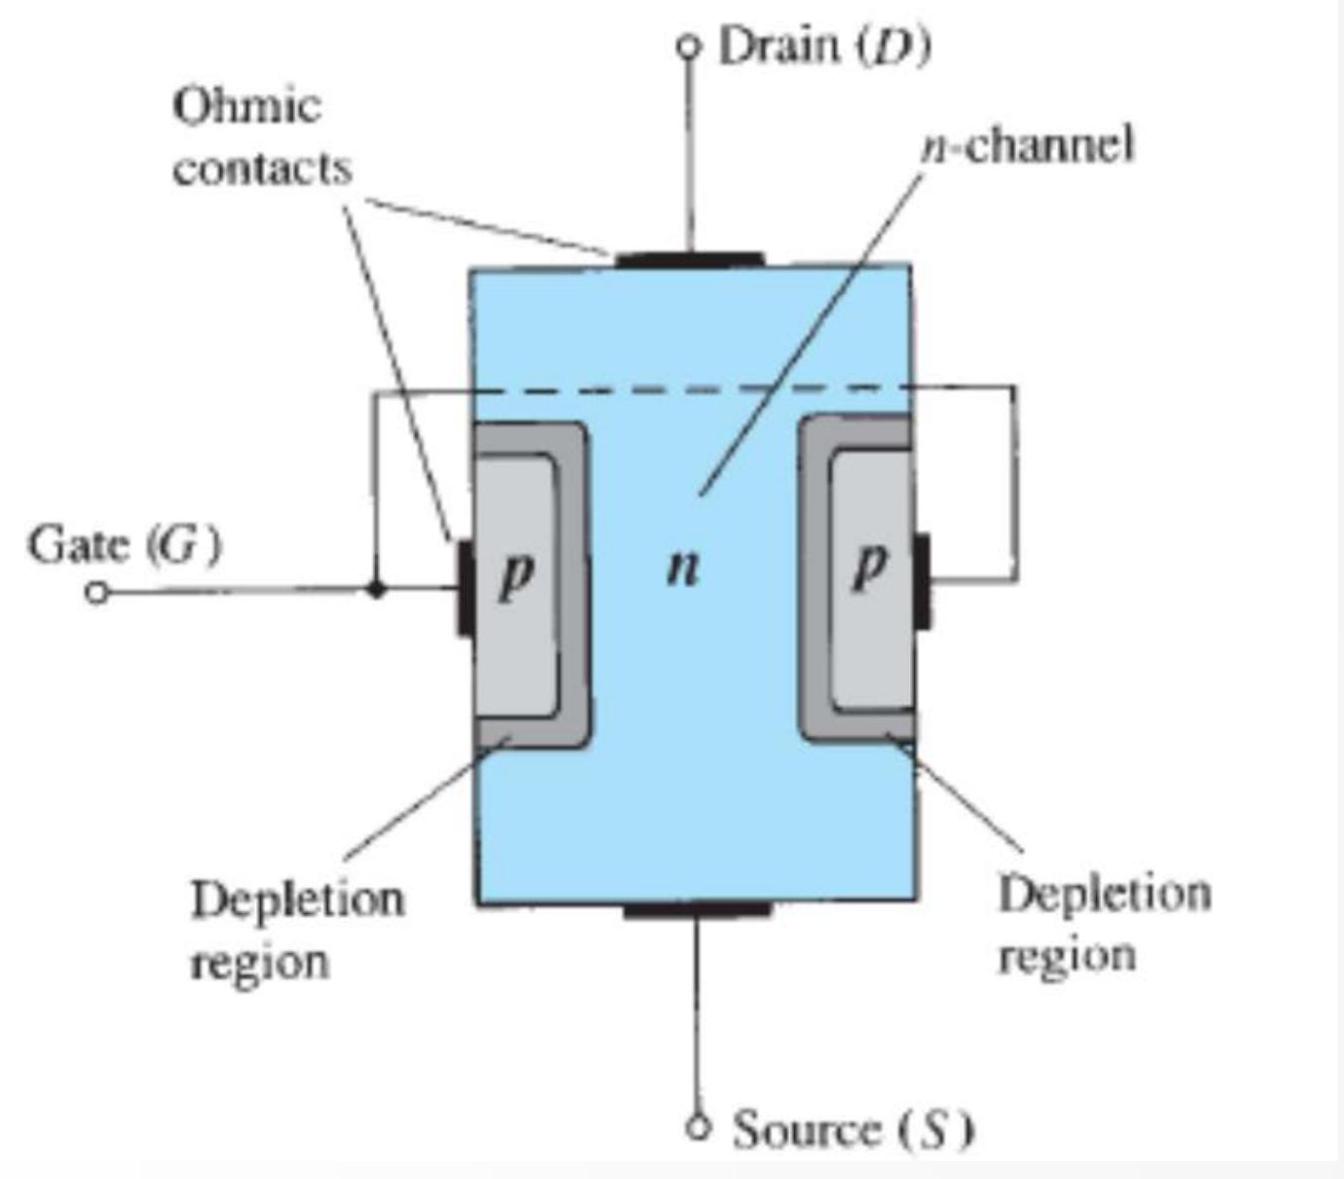 Drain (D)
Ohmic
contacts
n-channel
Gate (G)
p
n
p
Depletion
region
Depletion
region
Source (S)